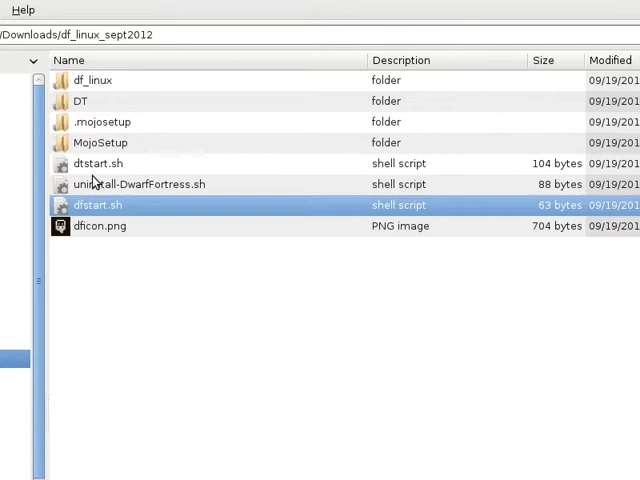 Help
/Downloads/df_linux_sept2012
Name Description Size Modified
df_linux folder 09/19/201
DT folder 09/19/201
.mojosetup folder 09/19/201
MojoSetup folder 09/19/201
dtstart.sh shell script 104 bytes 09/19/201
uninstall-DwarfFortress.sh shell script 88 bytes 09/19/201
dfstart.sh shell script 63 bytes 09/19/201
dficon.png PNG image 704 bytes 09/19/201